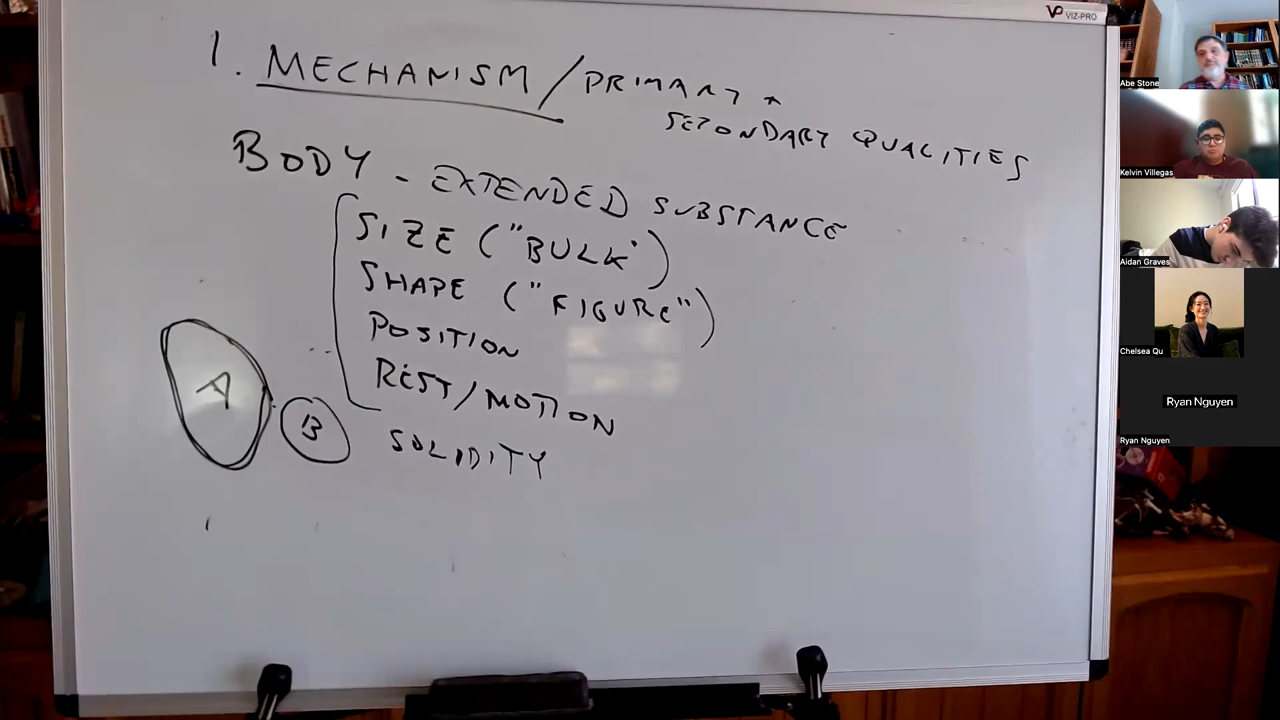 VP VIZ-PRO
1. MECHANISM / PRIMARY +
SECONDARY QUALITIES
BODY - EXTENDED SUBSTANCE
SIZE ("BULK")
SHAPE ("FIGURE")
POSITION
REST/MOTION
SOLIDITY
A
B
Abe Stone
Kelvin Villegas
Aidan Graves
Chelsea Qu
Ryan Nguyen
Ryan Nguyen